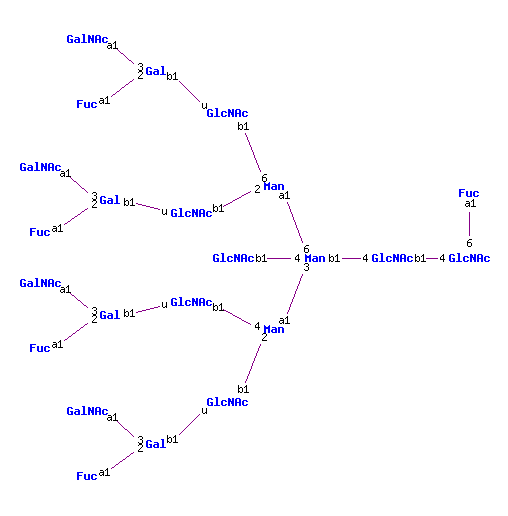 GalNAc a1
3 Gal b1
2
Fuc a1
u GlcNAc
b1
GalNAc a1
6
2 Man a1
3 Gal b1 u GlcNAc b1
2
Fuc a1
Fuc
a1
6
GlcNAc b1 4 Man b1 4 GlcNAc b1 4 GlcNAc
3
6
GalNAc a1
3 Gal b1 u GlcNAc b1
2
Fuc a1
a1
4 Man
2
b1
u GlcNAc
GalNAc a1
3 Gal b1
2
Fuc a1